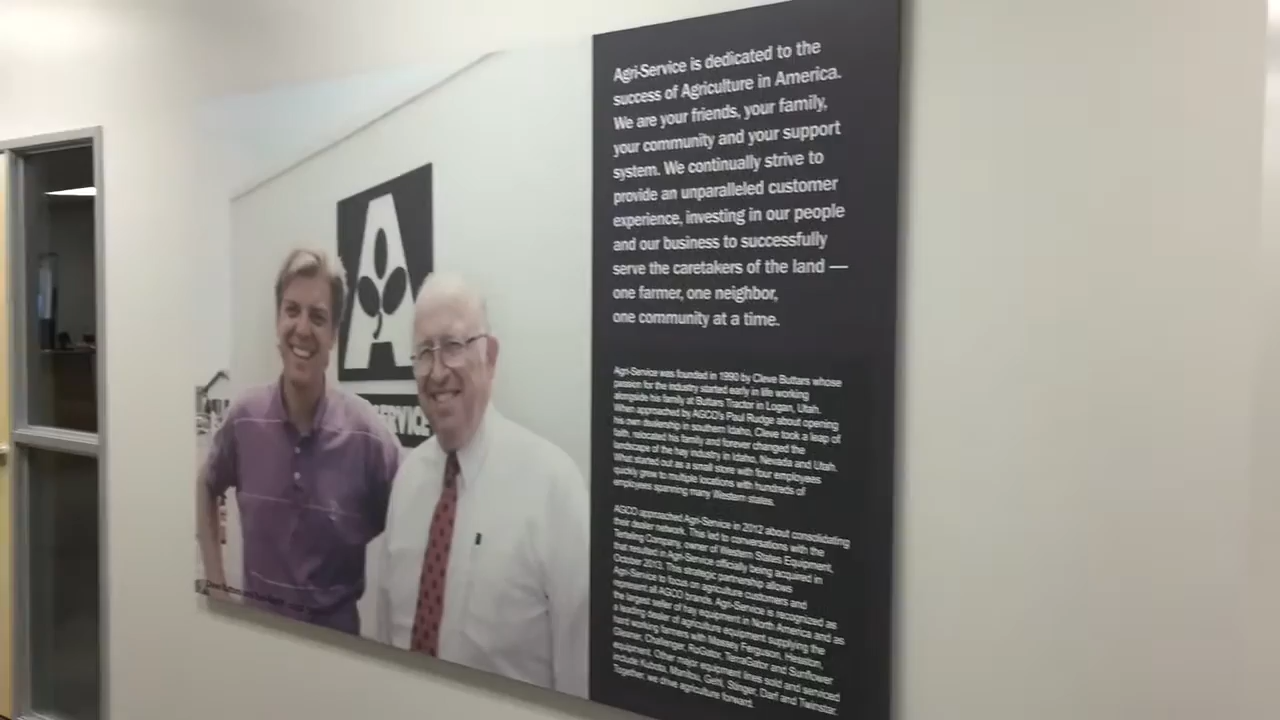 A
SERVICE
Agri-Service is dedicated to the
success of Agriculture in America.
We are your friends, your family,
your community and your support
system. We continually strive to
provide an unparalleled customer
experience, investing in our people
and our business to successfully
serve the caretakers of the land —
one farmer, one neighbor,
one community at a time.
Agri-Service was founded in 1990 by Cleve Buttars whose
passion for the industry started early in life working
alongside his family at Buttars Tractor in Logan, Utah.
When approached by AGCO's Paul Rudge about opening
his own dealership in southern Idaho, Cleve took a leap of
faith, relocated his family and forever changed the
landscape of the hay industry in Idaho, Nevada and Utah.
What started out as a small store with four employees
quickly grew to multiple locations with hundreds of
employees spanning many Western states.
AGCO approached Agri-Service in 2012 about consolidating
their dealer network. This led to conversations with the
Terteling Company, owner of Western States Equipment,
that resulted in Agri-Service officially being acquired in
October 2013. This strategic partnership allows
Agri-Service to focus on agriculture customers and
represent all AGCO brands. Agri-Service is recognized as
the largest seller of hay equipment in North America and as
a leading dealer of agriculture equipment supplying the
hard working farmers with Massey Ferguson, Hesston,
Gleaner, Challenger, RoGator, TerraGator and Sunflower
equipment. Other major equipment lines sold and serviced
include Kubota, Manitou, Gehl, Stinger, Darf and Twinstar.
Together, we drive agriculture forward.